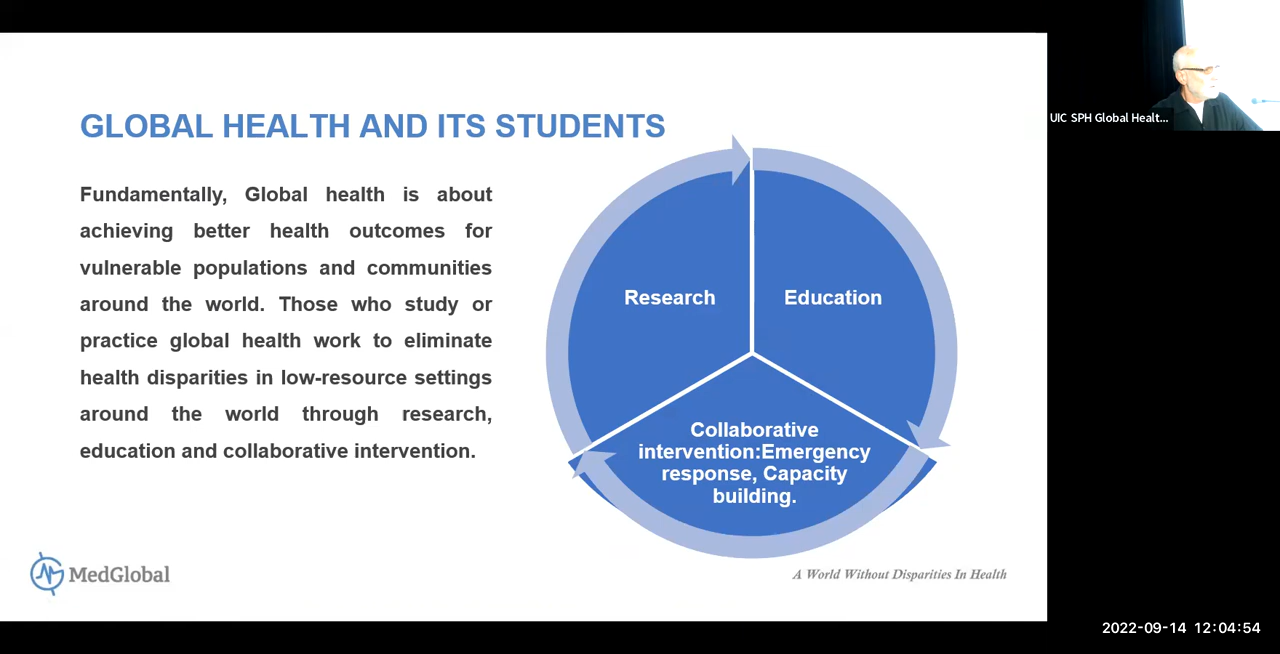 GLOBAL HEALTH AND ITS STUDENTS
Fundamentally, Global health is about
achieving better health outcomes for
vulnerable populations and communities
around the world. Those who study or
practice global health work to eliminate
health disparities in low-resource settings
around the world through research,
education and collaborative intervention.
Research
Education
Collaborative
intervention:Emergency
response, Capacity
building.
MedGlobal
A World Without Disparities In Health
UIC SPH Global Healt...
2022-09-14 12:04:54